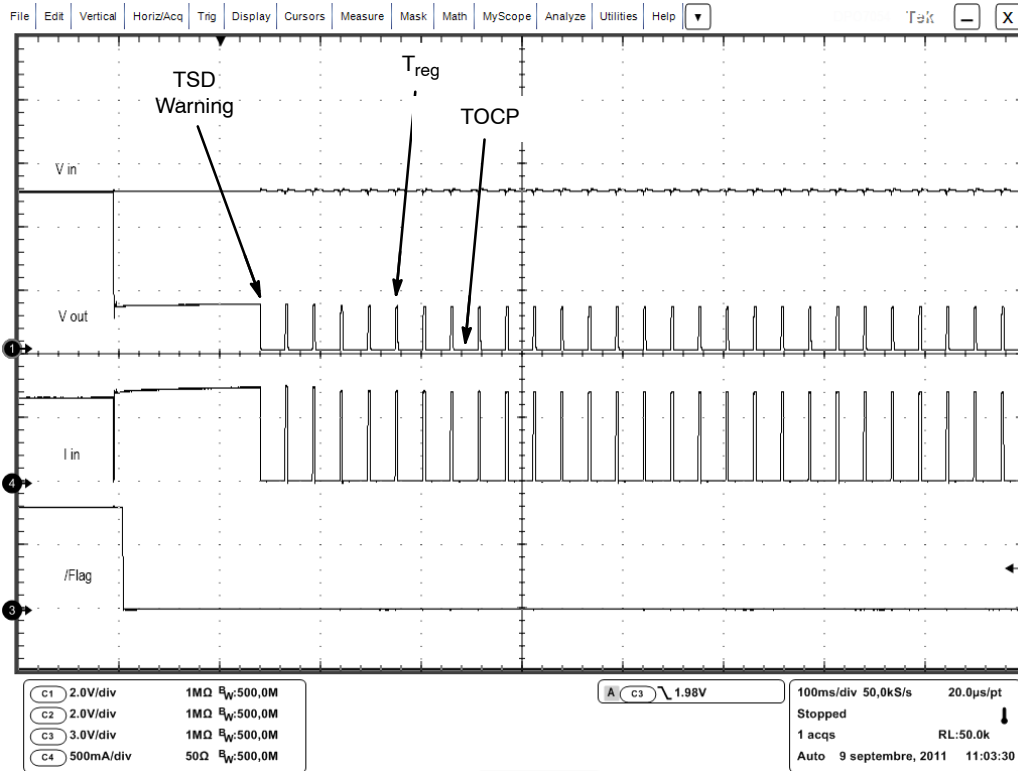 File Edit Vertical Horiz/Acq Trig Display Cursors Measure Mask Math MyScope Analyze Utilities Help Tek X
TSD
Warning
Treg
TOCP
V in
V out
1
I in
4
/Flag
3
C1 2.0V/div 1MΩ BW:500,0M
C2 2.0V/div 1MΩ BW:500,0M
C3 3.0V/div 1MΩ BW:500,0M
C4 500mA/div 50Ω BW:500,0M
A C3 1.98V
100ms/div 50,0kS/s 20.0µs/pt
Stopped
1 acqs RL:50.0k
Auto 9 septembre, 2011 11:03:30